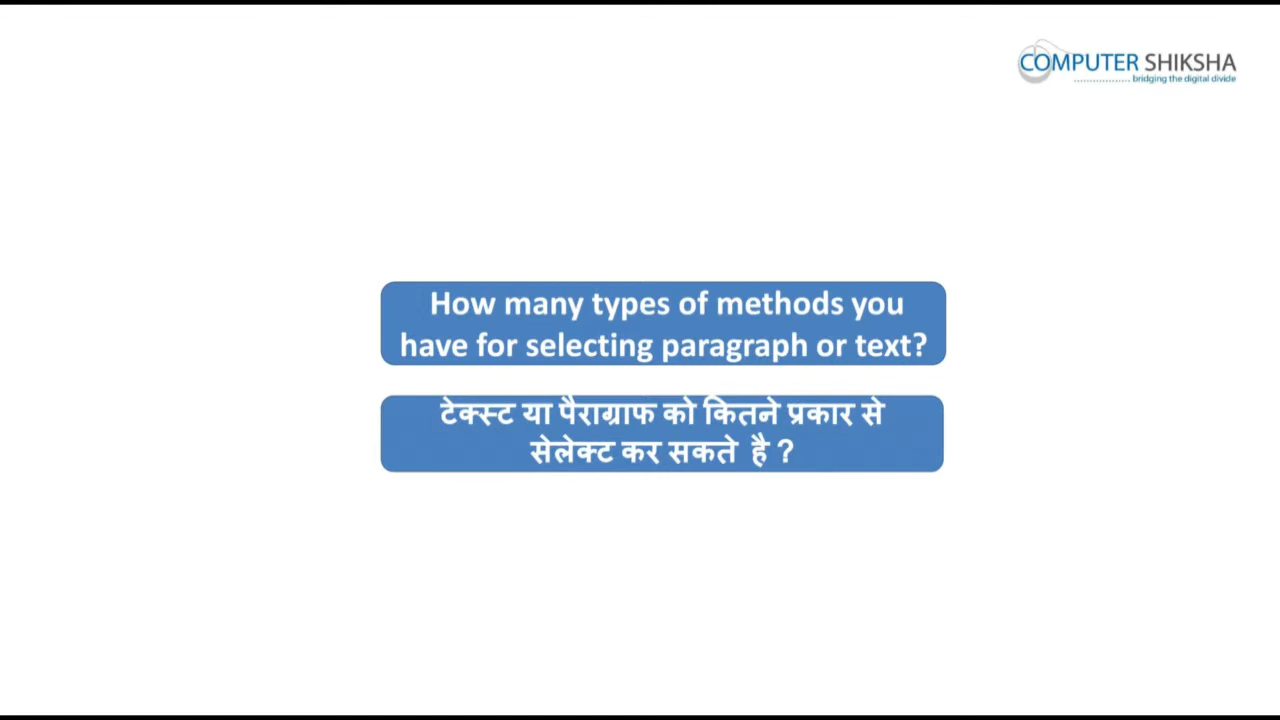 COMPUTER SHIKSHA
bridging the digital divide
How many types of methods you
have for selecting paragraph or text?
टेक्स्ट या पैराग्राफ को कितने प्रकार से
सेलेक्ट कर सकते है ?